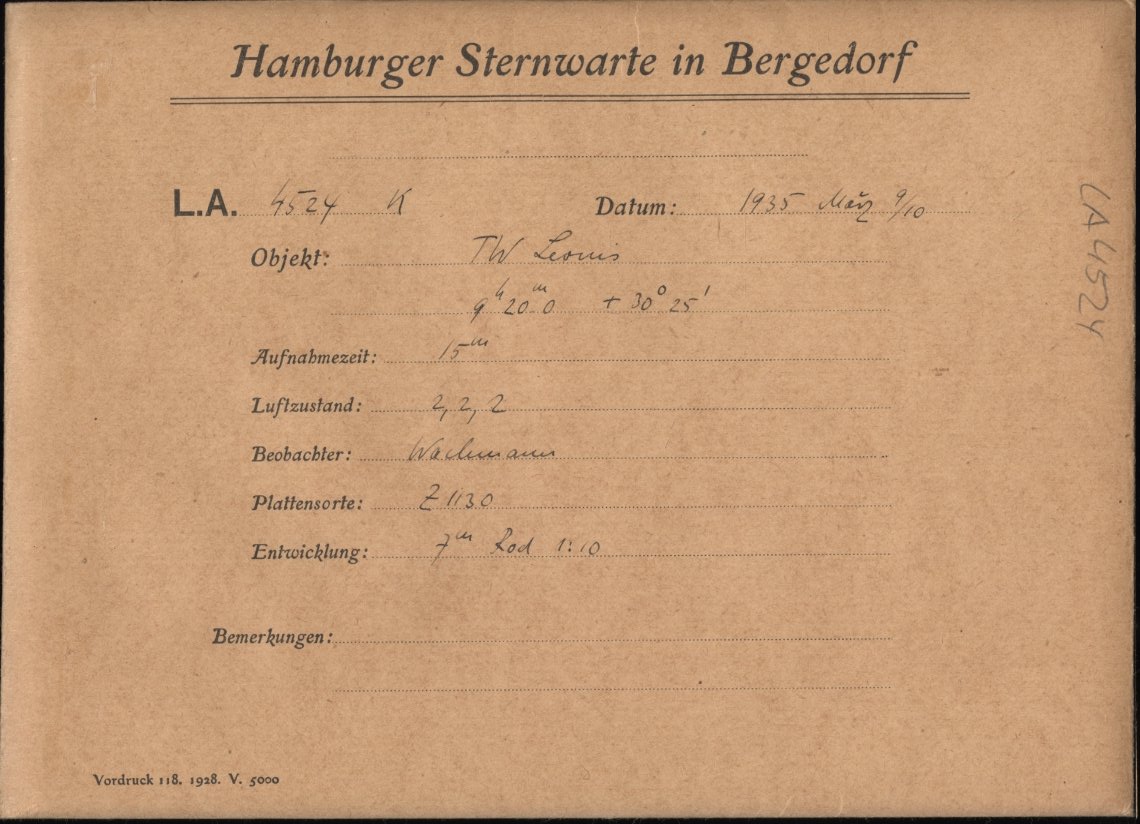 Hamburger Sternwarte in Bergedorf
L.A. 4524 K Datum: 1935 März 9/10
Objekt: TW Leonis
9ʰ 20ᵐ0 + 30° 25'
Aufnahmezeit: 15ᵐ
Luftzustand: 2, 2, 2
Beobachter: Wachmann
Plattensorte: Z 1130
Entwicklung: 7ᵐ Rod 1:10
Bemerkungen:
Vordruck 118. 1928. V. 5000
LA 4524